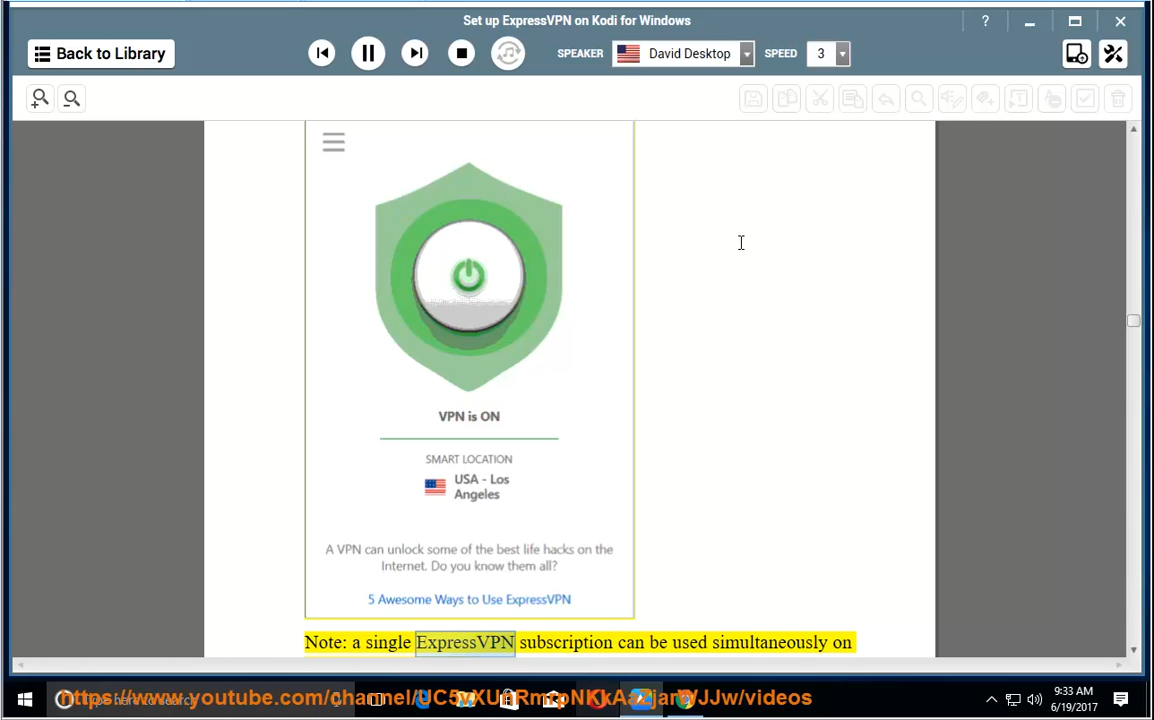 Set up ExpressVPN on Kodi for Windows
?
Back to Library
SPEAKER
David Desktop
SPEED
3
VPN is ON
SMART LOCATION
USA - Los
Angeles
A VPN can unlock some of the best life hacks on the
Internet. Do you know them all?
5 Awesome Ways to Use ExpressVPN
Note: a single ExpressVPN subscription can be used simultaneously on
9:33 AM
6/19/2017